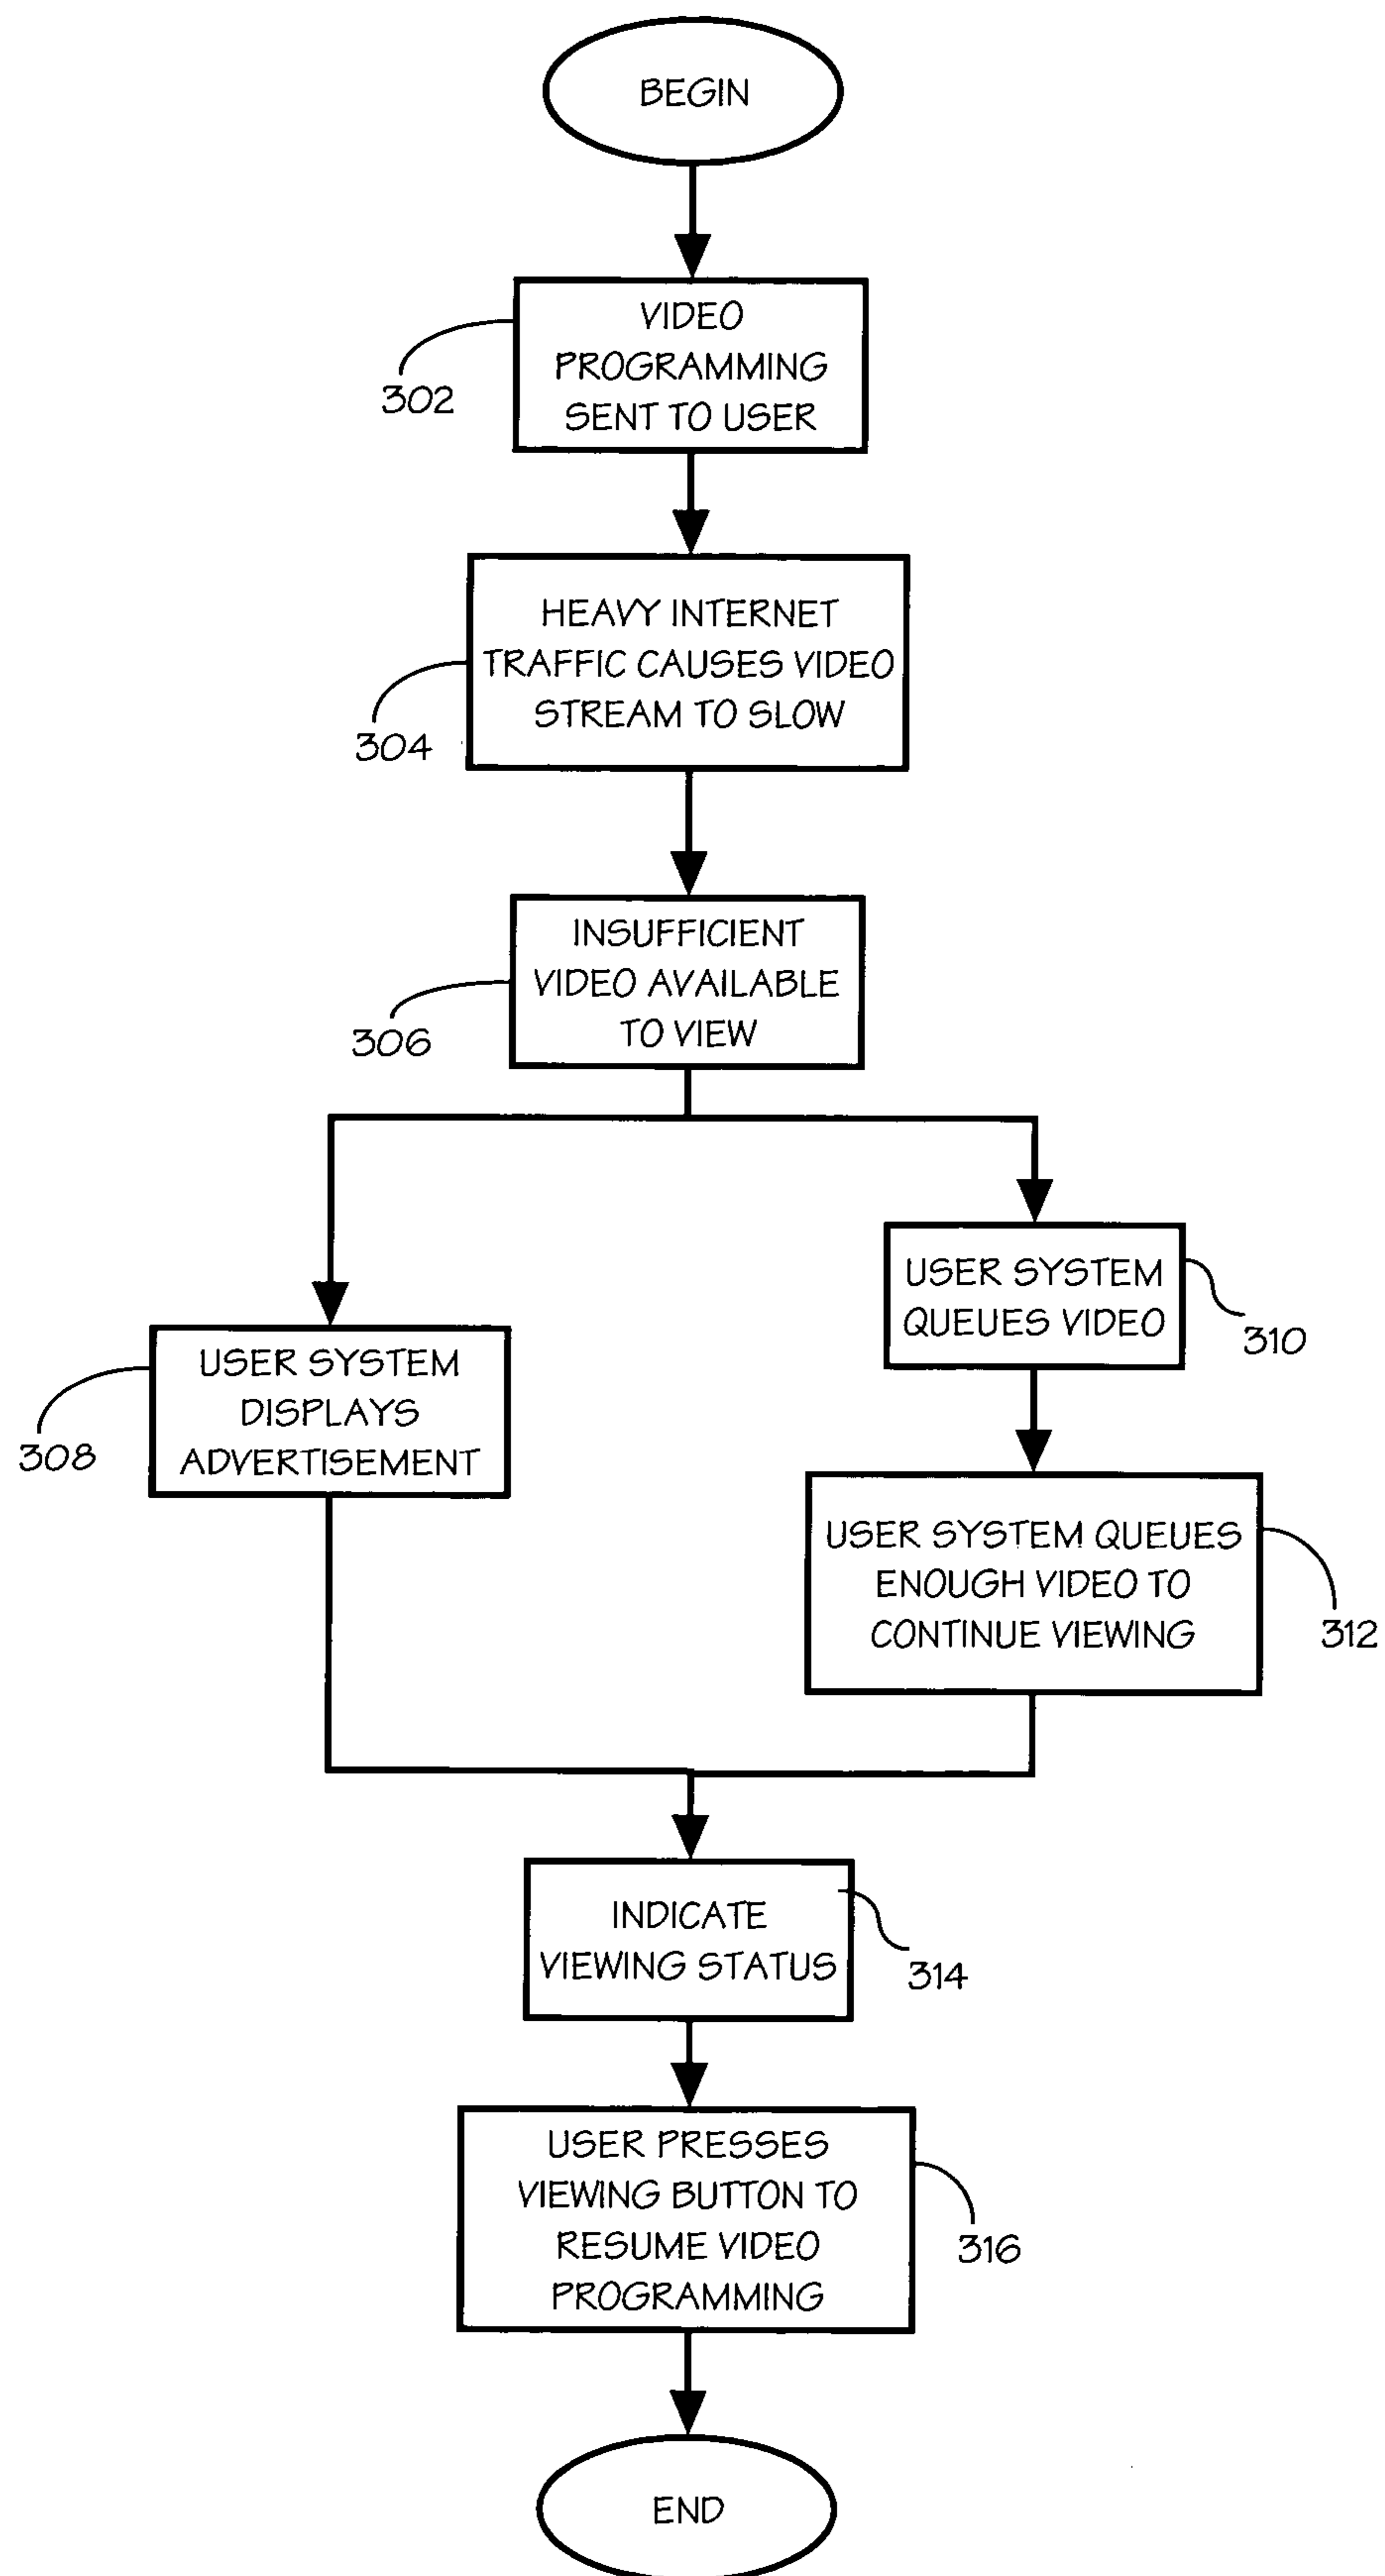 BEGIN
VIDEO
PROGRAMMING
SENT TO USER
302
HEAVY INTERNET
TRAFFIC CAUSES VIDEO
STREAM TO SLOW
304
INSUFFICIENT
VIDEO AVAILABLE
TO VIEW
306
USER SYSTEM
DISPLAYS
ADVERTISEMENT
308
USER SYSTEM
QUEUES VIDEO
310
USER SYSTEM QUEUES
ENOUGH VIDEO TO
CONTINUE VIEWING
312
INDICATE
VIEWING STATUS
314
USER PRESSES
VIEWING BUTTON TO
RESUME VIDEO
PROGRAMMING
316
END